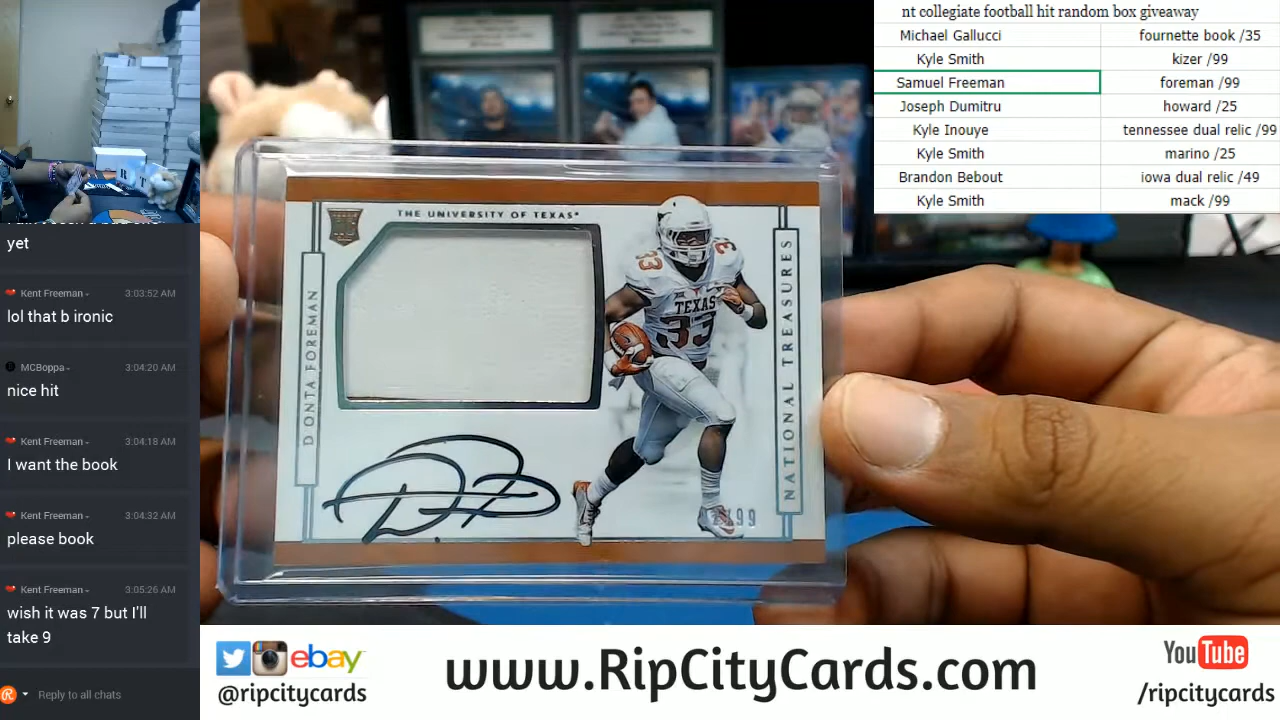 nt collegiate football hit random box giveaway
Michael Gallucci fournette book /35
Kyle Smith kizer /99
Samuel Freeman foreman /99
Joseph Dumitru howard /25
Kyle Inouye tennessee dual relic /99
Kyle Smith marino /25
Brandon Bebout iowa dual relic /49
Kyle Smith mack /99
yet
Kent Freeman 3:03:52 AM
lol that b ironic
MCBoppa 3:04:20 AM
nice hit
Kent Freeman 3:04:18 AM
I want the book
Kent Freeman 3:04:32 AM
please book
Kent Freeman 3:05:26 AM
wish it was 7 but I'll
take 9
Reply to all chats
THE UNIVERSITY OF TEXAS
D'ONTA FOREMAN
33
TEXAS
33
NATIONAL TREASURES
/99
ebay
@ripcitycards
www.RipCityCards.com
YouTube
/ripcitycards